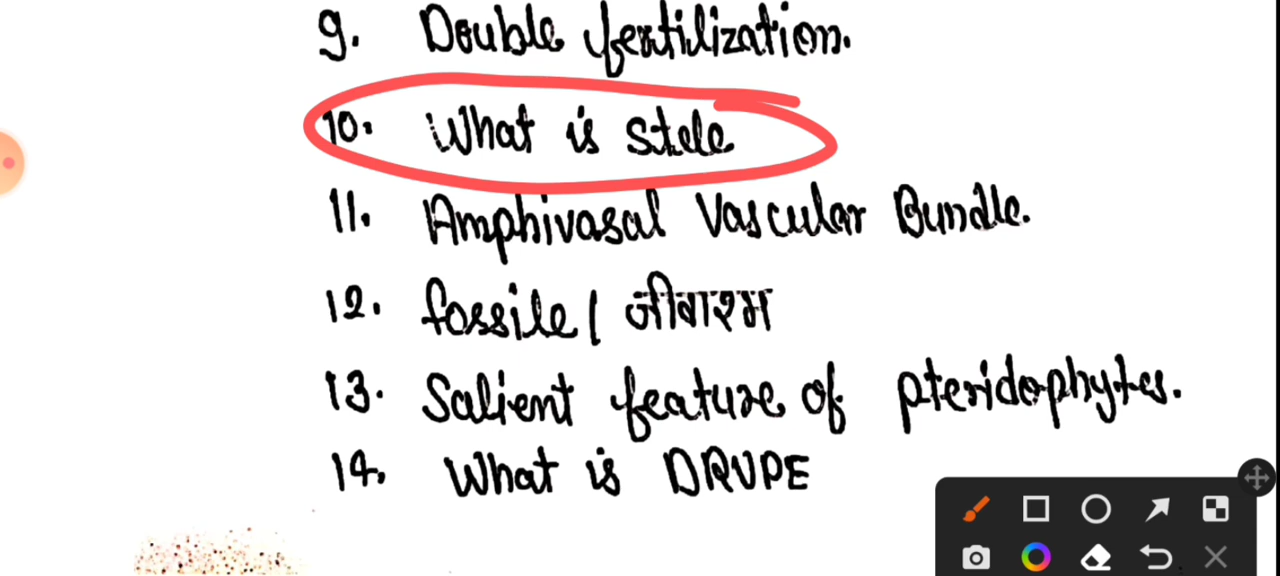 9. Double fertilization.
10. What is stele
11. Amphivasal Vascular Bundle.
12. fossile / जीवाश्म
13. Salient feature of pteridophytes.
14. What is DRUPE